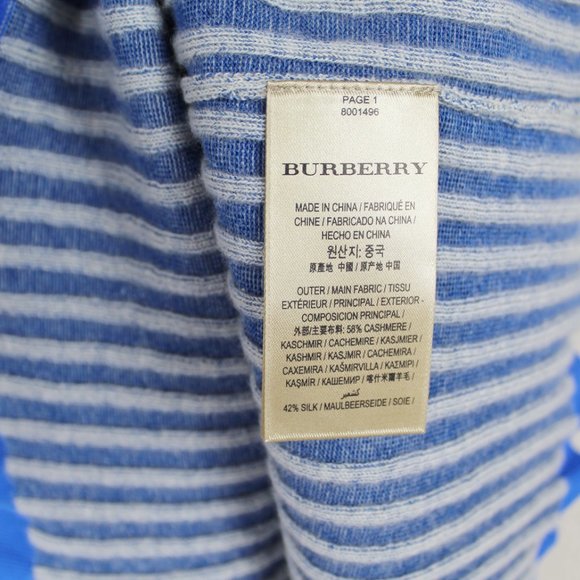 PAGE 1
8001496
BURBERRY
MADE IN CHINA / FABRIQUÉ EN
CHINE / FABRICADO NA CHINA /
HECHO EN CHINA
원산지: 중국
原產地 中國 / 原产地 中国
OUTER / MAIN FABRIC / TISSU
EXTÉRIEUR / PRINCIPAL / EXTERIOR -
COMPOSICION PRINCIPAL /
外部/主要布料: 58% CASHMERE /
KASCHMIR / CACHEMIRE / KASJMIER /
KASHMIR / KASJMIR / CACHEMIRA /
CAXEMIRA / KAŠMIRVILLA / KAZMIRI /
KAŞMİR / КАШЕМИР / 喀什米爾羊毛 /
كشمير
42% SILK / MAULBEERSEIDE / SOIE /